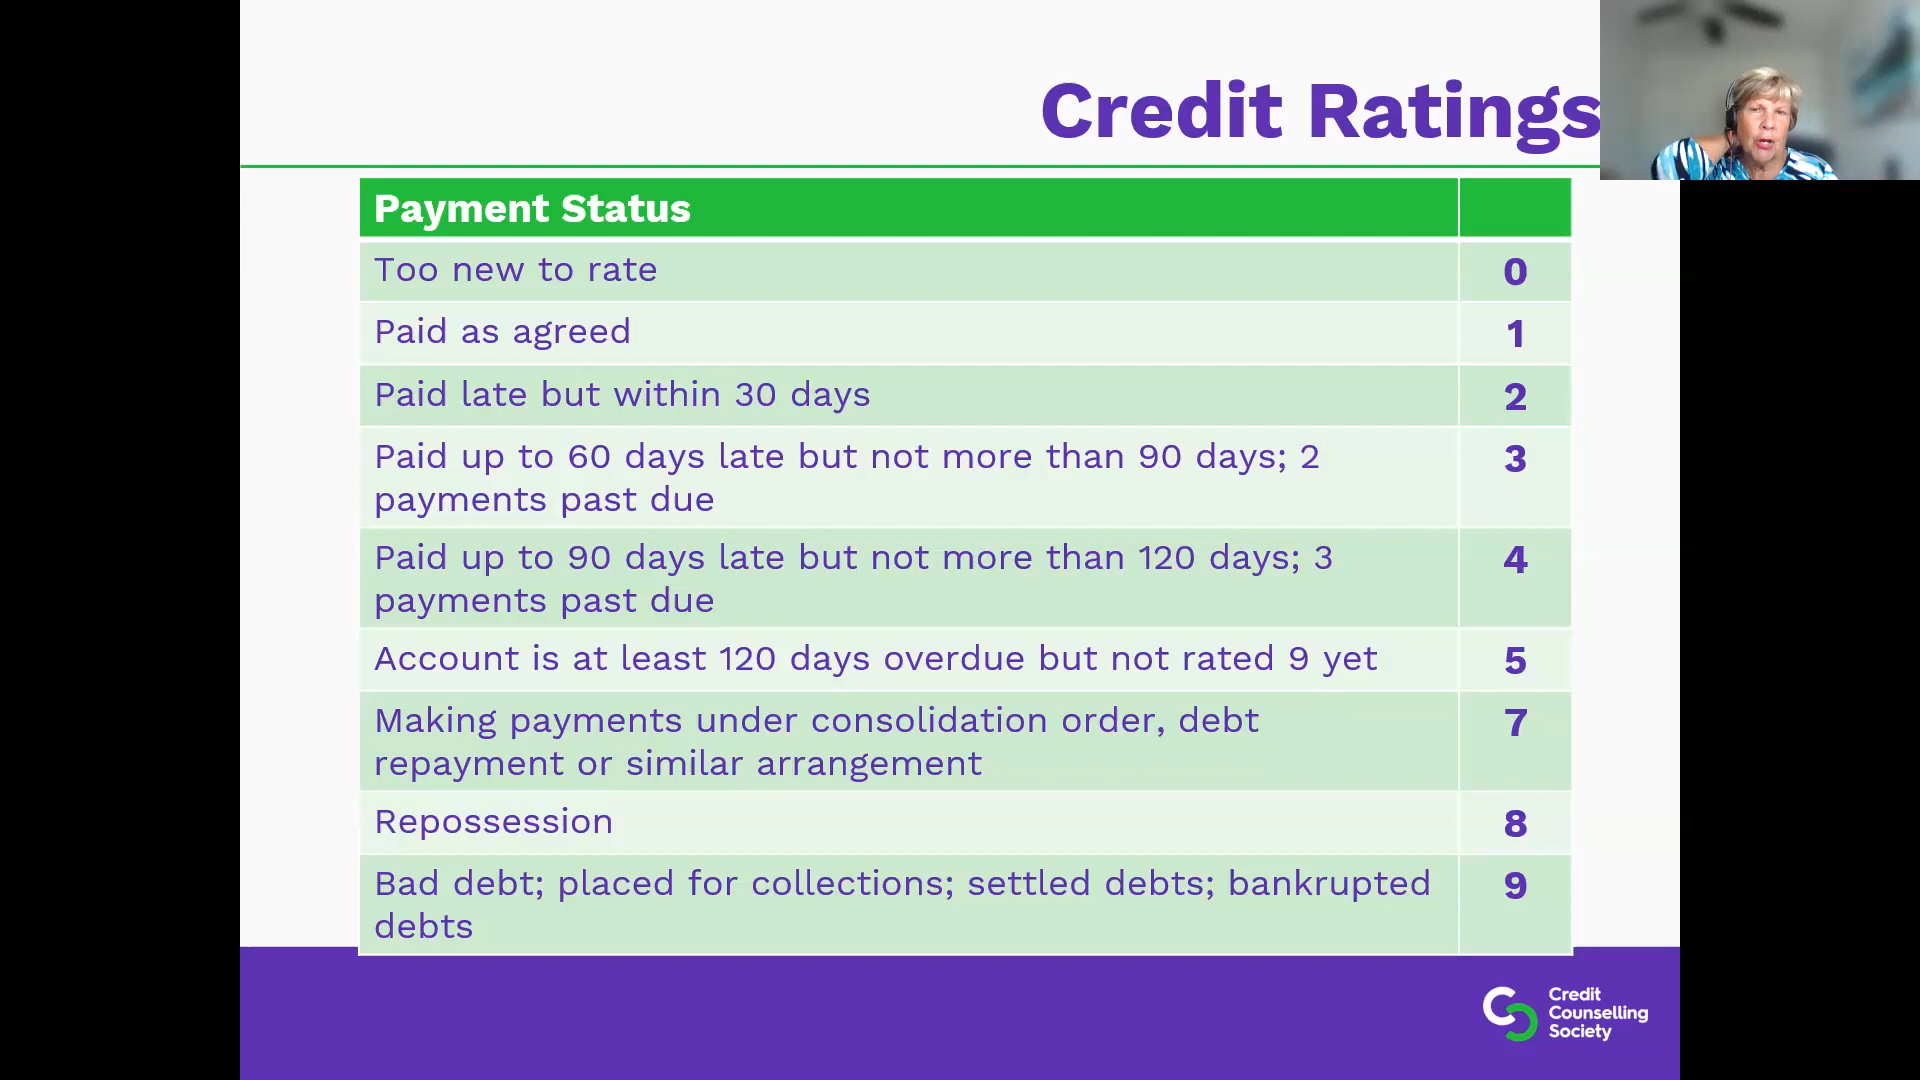 Credit Ratings
Payment Status
Too new to rate 0
Paid as agreed 1
Paid late but within 30 days 2
Paid up to 60 days late but not more than 90 days; 2 3
payments past due
Paid up to 90 days late but not more than 120 days; 3 4
payments past due
Account is at least 120 days overdue but not rated 9 yet 5
Making payments under consolidation order, debt 7
repayment or similar arrangement
Repossession 8
Bad debt; placed for collections; settled debts; bankrupted 9
debts
Credit
Counselling
Society